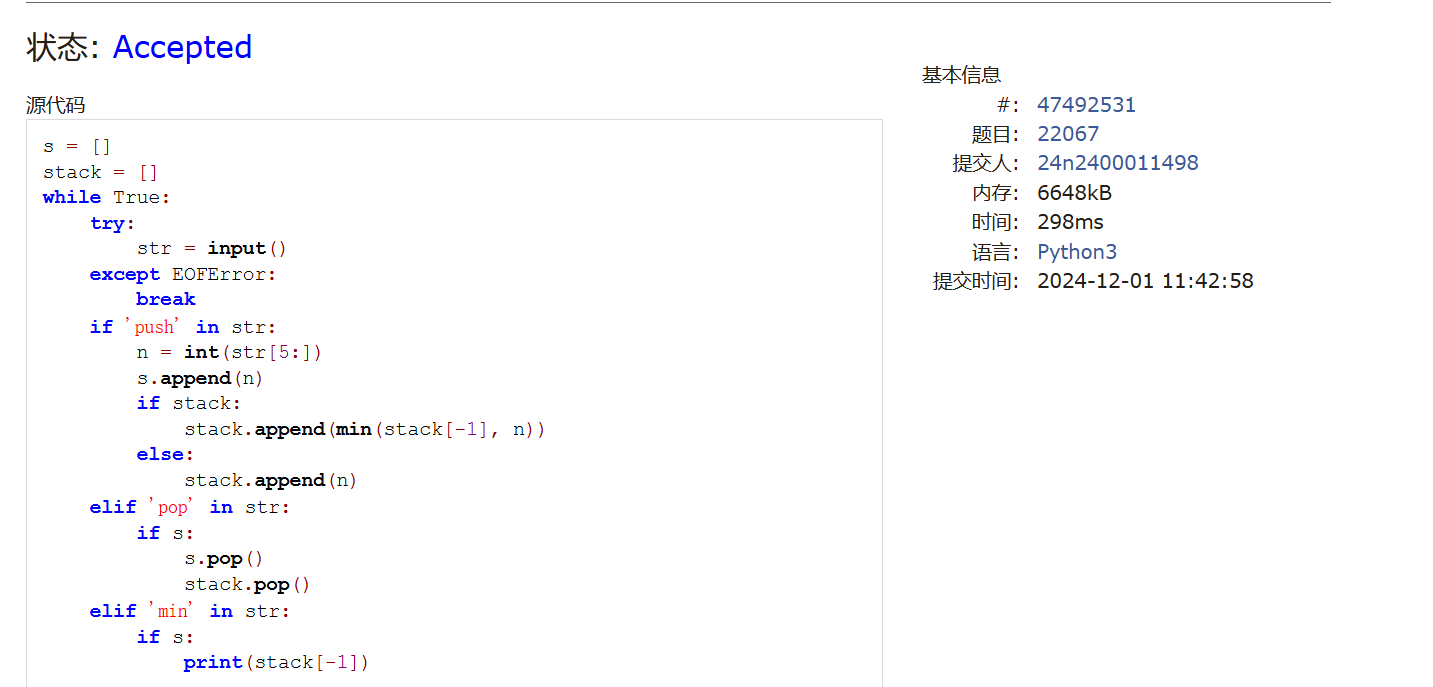 状态: Accepted
源代码
s = []
stack = []
while True:
    try:
        str = input()
    except EOFError:
        break
    if 'push' in str:
        n = int(str[5:])
        s.append(n)
        if stack:
            stack.append(min(stack[-1], n))
        else:
            stack.append(n)
    elif 'pop' in str:
        if s:
            s.pop()
            stack.pop()
    elif 'min' in str:
        if s:
            print(stack[-1])
基本信息
#: 47492531
题目: 22067
提交人: 24n2400011498
内存: 6648kB
时间: 298ms
语言: Python3
提交时间: 2024-12-01 11:42:58